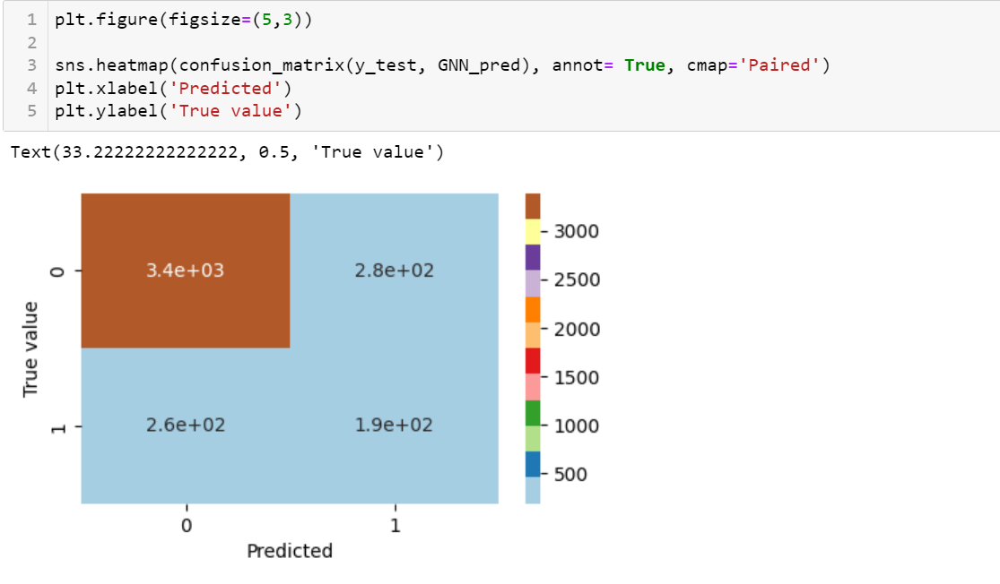 1 plt.figure(figsize=(5,3))
2
3 sns.heatmap(confusion_matrix(y_test, GNN_pred), annot= True, cmap='Paired')
4 plt.xlabel('Predicted')
5 plt.ylabel('True value')
Text(33.22222222222222, 0.5, 'True value')
True value
0
1
3.4e+03 2.8e+02
2.6e+02 1.9e+02
0 1
Predicted
3000
2500
2000
1500
1000
500